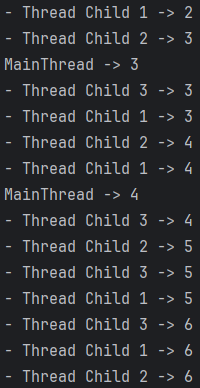 - Thread Child 1 -> 2
- Thread Child 2 -> 3
MainThread -> 3
- Thread Child 3 -> 3
- Thread Child 1 -> 3
- Thread Child 2 -> 4
- Thread Child 1 -> 4
MainThread -> 4
- Thread Child 3 -> 4
- Thread Child 2 -> 5
- Thread Child 3 -> 5
- Thread Child 1 -> 5
- Thread Child 3 -> 6
- Thread Child 1 -> 6
- Thread Child 2 -> 6